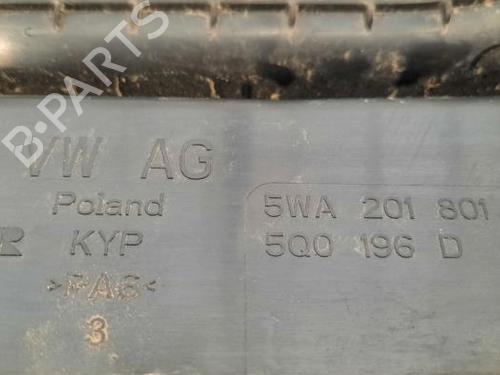 B-PARTS
VW AG
Poland
KYP
>PA6<
3
5WA 201 801
5Q0 196 D